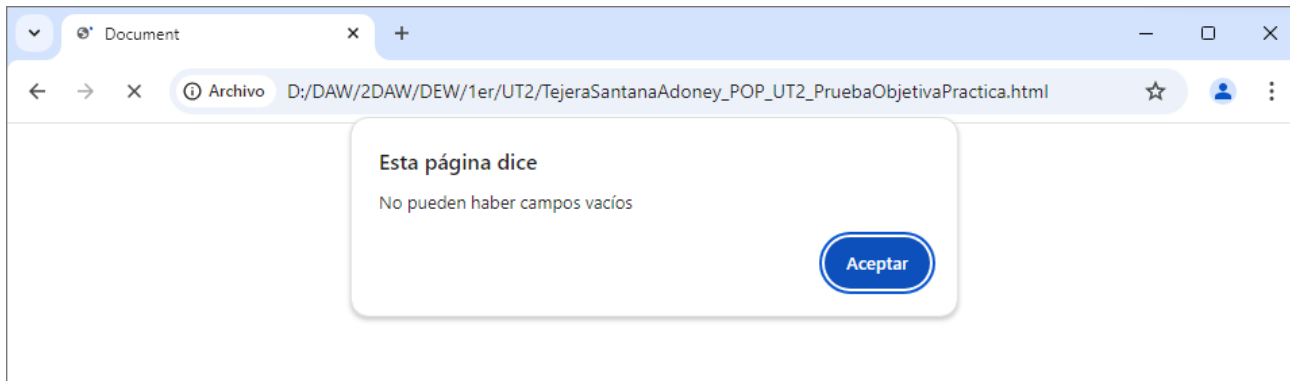 Document
Archivo D:/DAW/2DAW/DEW/1er/UT2/TejeraSantanaAdoney_POP_UT2_PruebaObjetivaPractica.html
Esta página dice
No pueden haber campos vacíos
Aceptar